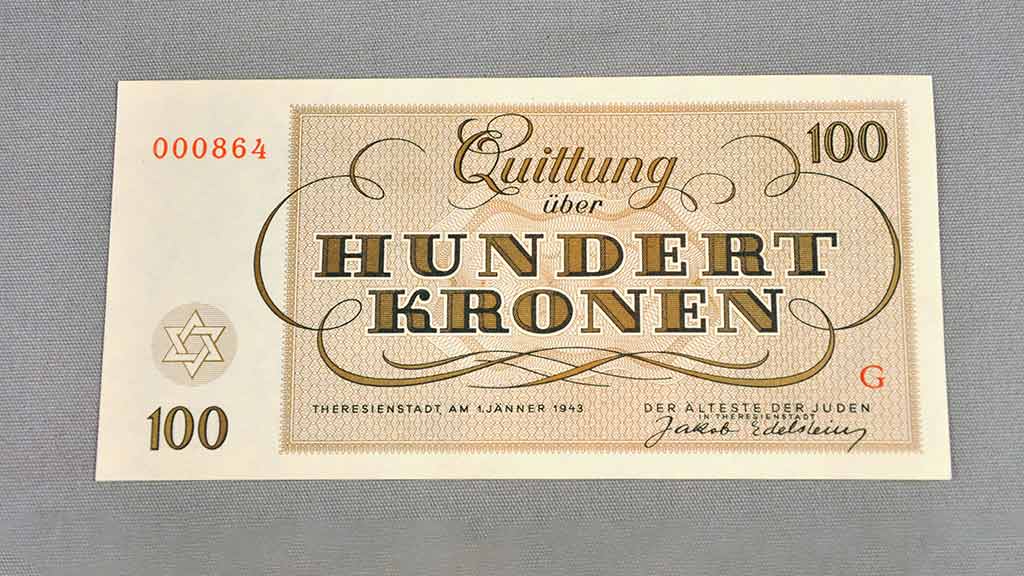 000864
100
Quittung
über
HUNDERT
KRONEN
G
100
THERESIENSTADT, AM 1. JÄNNER 1943
DER ÄLTESTE DER JUDEN
IN THERESIENSTADT
Jakob Edelstein